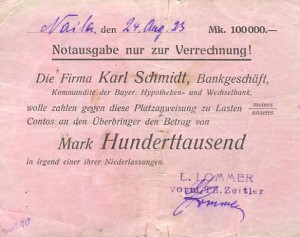 Naila, den 24. Aug. 23 Mk. 100000.—
Notausgabe nur zur Verrechnung!
Die Firma Karl Schmidt, Bankgeschäft,
Kommandite der Bayer. Hypotheken- und Wechselbank,
wolle zahlen gegen diese Platzanweisung zu Lasten meines
unseres
Contos an den Überbringer den Betrag von
Mark Hunderttausend
in irgend einer ihrer Niederlassungen.
L. LOMMER
vorm. FZ. Zeitler
Lommer